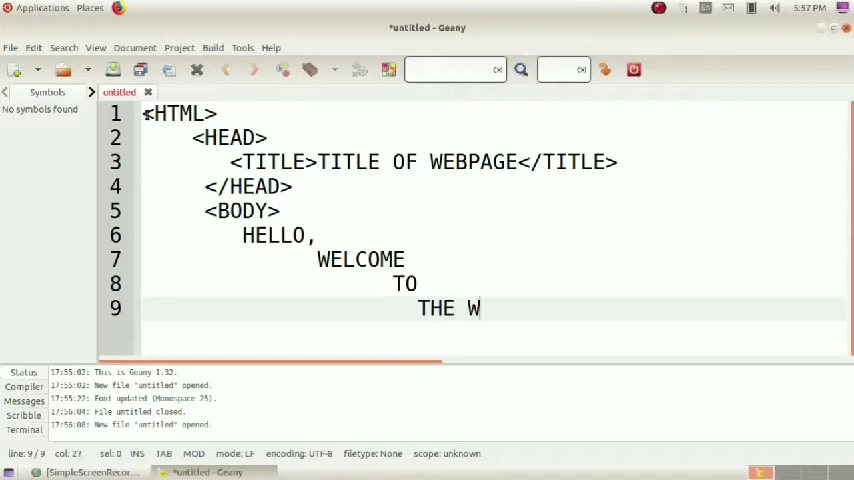 Applications Places En 5:57 PM
*untitled - Geany
File Edit Search View Document Project Build Tools Help
Symbols untitled
No symbols found
1 <HTML>
2 <HEAD>
3 <TITLE>TITLE OF WEBPAGE</TITLE>
4 </HEAD>
5 <BODY>
6 HELLO,
7 WELCOME
8 TO
9 THE W
Status
Compiler
Messages
Scribble
Terminal
17:55:02: This is Geany 1.32.
17:55:02: New file "untitled" opened.
17:55:22: Font updated (Monospace 25).
17:56:04: File untitled closed.
17:56:08: New file "untitled" opened.
line: 9 / 9 col: 27 sel: 0 INS TAB MOD mode: LF encoding: UTF-8 filetype: None scope: unknown
[SimpleScreenRecor... *untitled - Geany